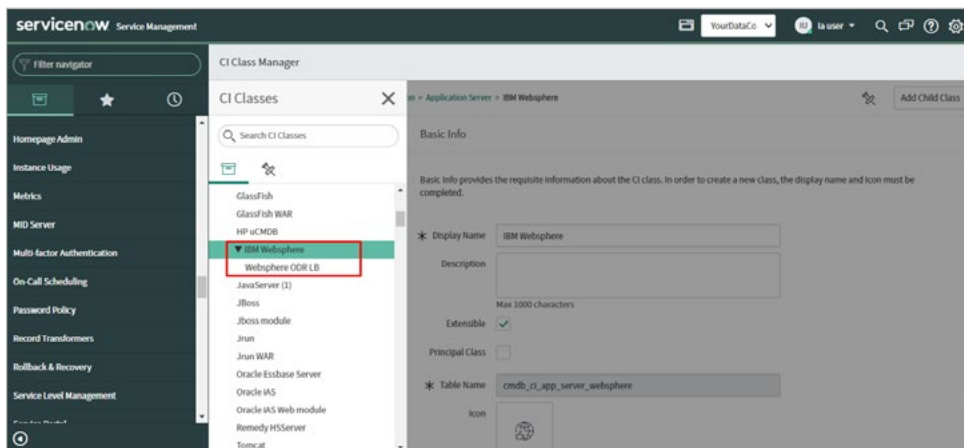 servicenow Service Management
YourDataCo
IU
Ia user
Filter navigator
Homepage Admin
Instance Usage
Metrics
MID Server
Multi-factor Authentication
On-Call Scheduling
Password Policy
Record Transformers
Rollback & Recovery
Service Level Management
CI Class Manager
CI Classes
Search CI Classes
GlassFish
GlassFish WAR
HP uCMDB
IBM Websphere
Websphere ODR LB
JavaServer (1)
JBoss
Jboss module
Jrun
Jrun WAR
Oracle Essbase Server
Oracle iAS
Oracle iAS Web module
Remedy HSServer
Tomcat
on > Application Server > IBM Websphere
Add Child Class
Basic Info
Basic Info provides the requisite information about the CI class. In order to create a new class, the display name and icon must be
completed.
Display Name IBM Websphere
Description
Max 1000 characters
Extensible
Principal Class
Table Name cmdb_ci_app_server_websphere
Icon